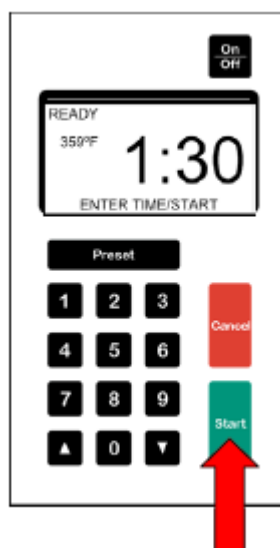 On
Off
READY
359°F
1:30
ENTER TIME/START
Preset
1 2 3
Cancel
4 5 6
7 8 9
Start
▲ 0 ▼